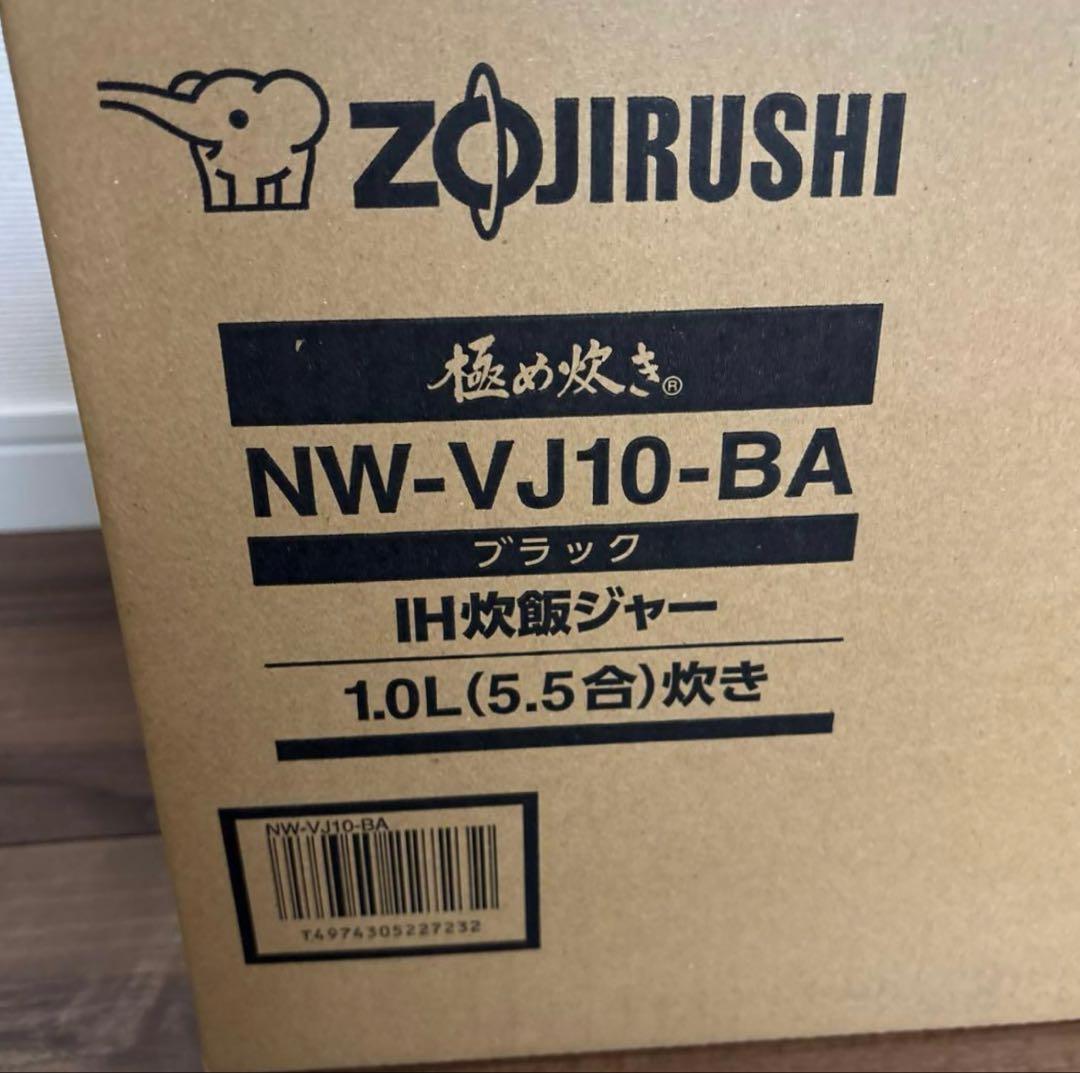 ZOJIRUSHI
極め炊き®
NW-VJ10-BA
ブラック
IH炊飯ジャー
1.0L(5.5合)炊き
NW-VJ10-BA
T4974305227232